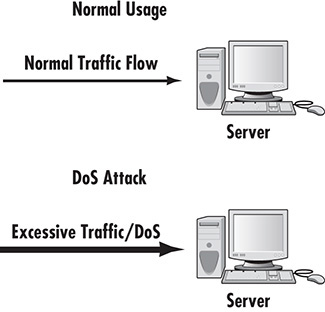 Normal Usage
Normal Traffic Flow
Server
DoS Attack
Excessive Traffic/DoS
Server